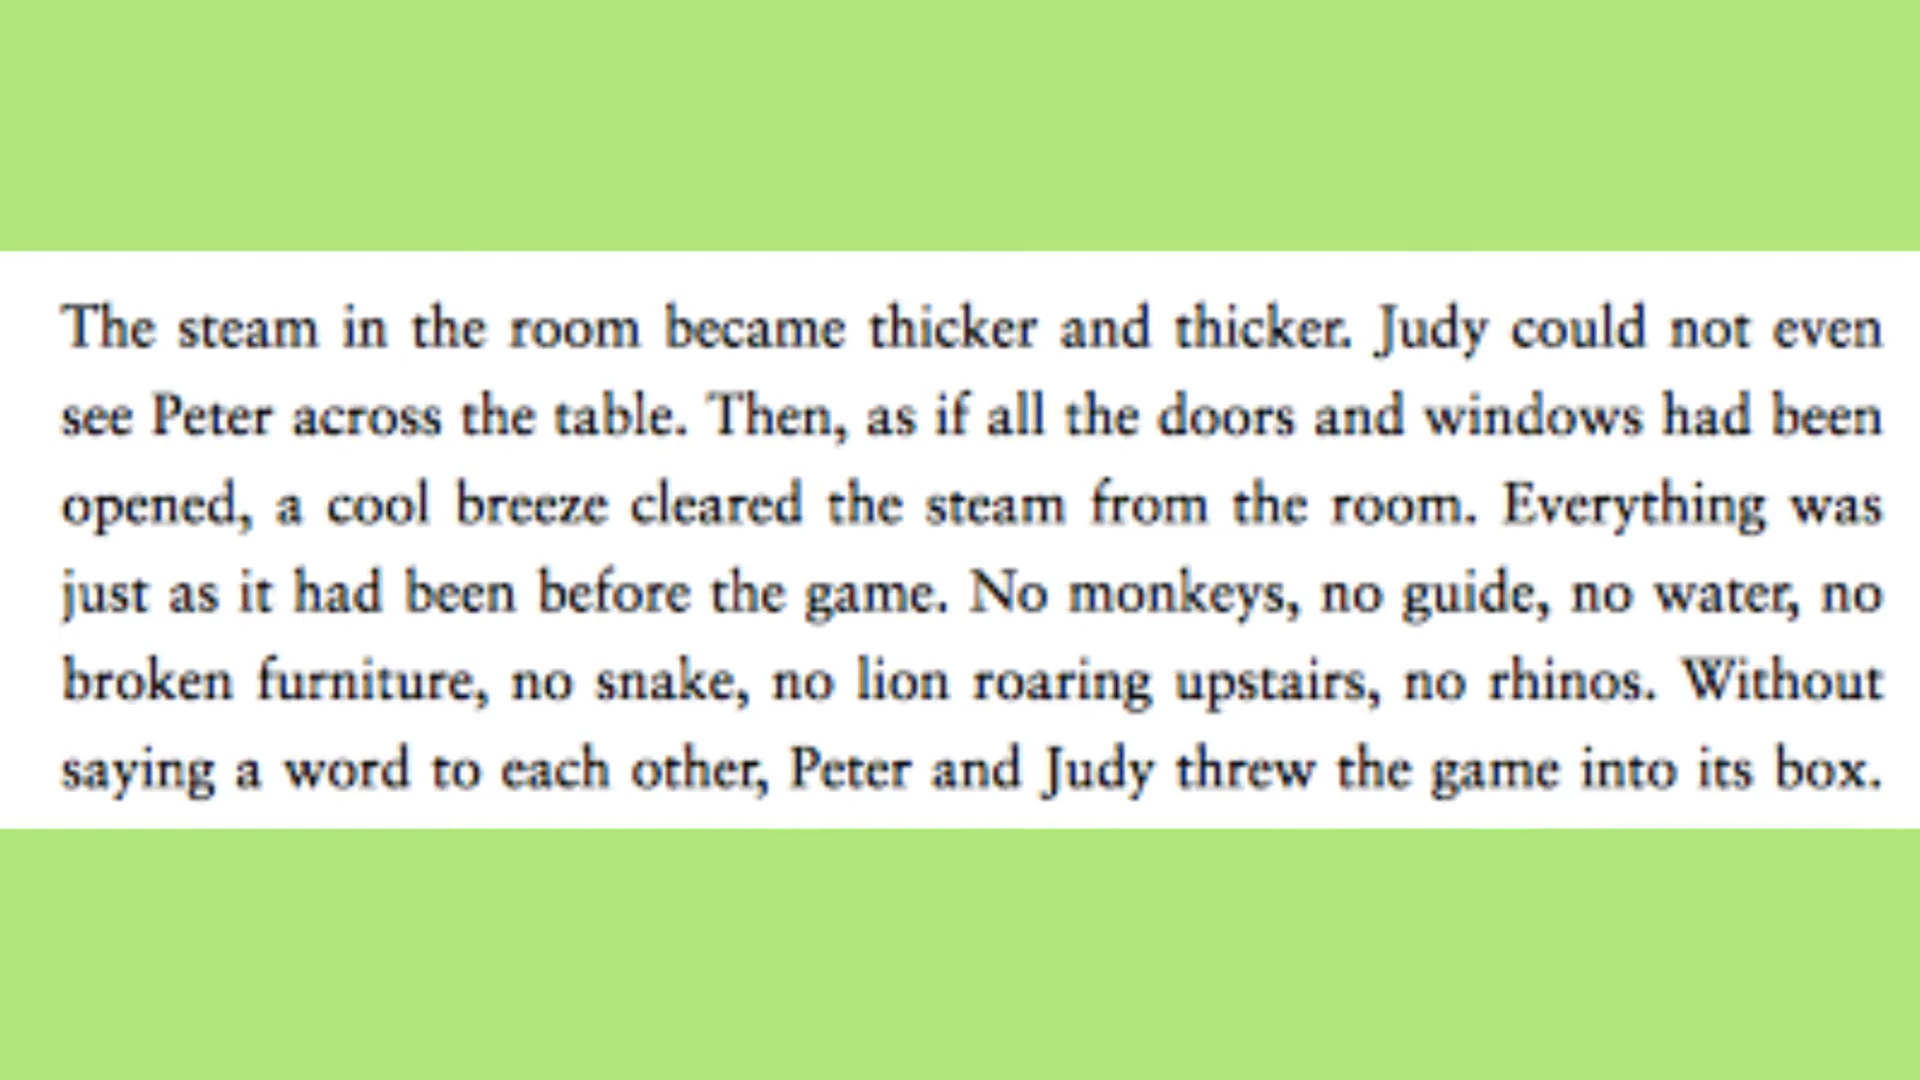 The steam in the room became thicker and thicker. Judy could not even
see Peter across the table. Then, as if all the doors and windows had been
opened, a cool breeze cleared the steam from the room. Everything was
just as it had been before the game. No monkeys, no guide, no water, no
broken furniture, no snake, no lion roaring upstairs, no rhinos. Without
saying a word to each other, Peter and Judy threw the game into its box.